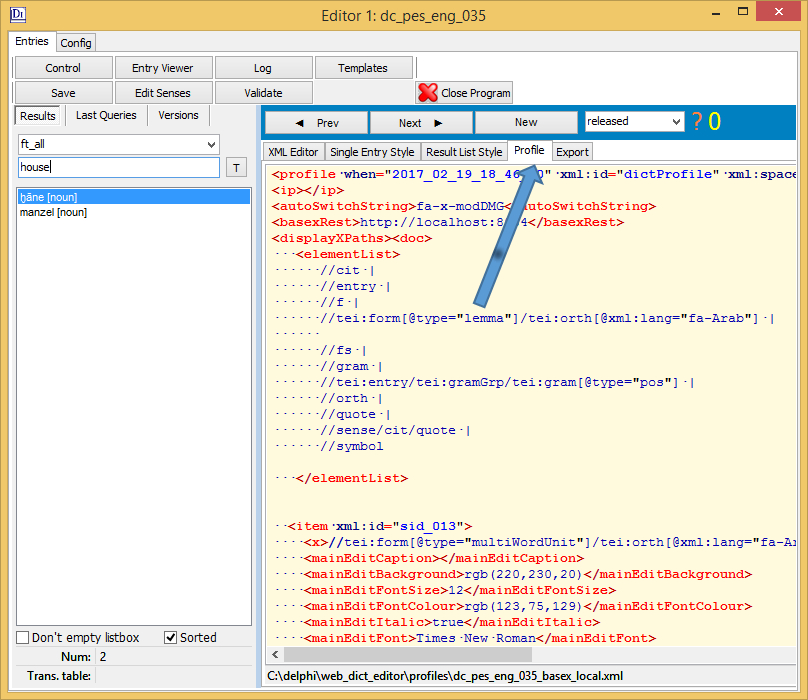 Editor 1: dc_pes_eng_035
Entries Config
Control Entry Viewer Log Templates
Save Edit Senses Validate Close Program
Results Last Queries Versions
ft_all
house T
ḫāne [noun]
manzel [noun]
Don't empty listbox Sorted
Num: 2
Trans. table:
◄ Prev Next ► New released ? 0
XML Editor Single Entry Style Result List Style Profile Export
<profile·when="2017_02_19_18_46 0"·xml:id="dictProfile"·xml:space
<ip></ip>
<autoSwitchString>fa-x-modDMG< autoSwitchString>
<basexRest>http://localhost:8 4</basexRest>
<displayXPaths><doc>
···<elementList>
······//cit·|
······//entry·|
······//f·|
······//tei:form[@type="lemma"]/tei:orth[@xml:lang="fa-Arab"]·|
······
······//fs·|
······//gram·|
······//tei:entry/tei:gramGrp/tei:gram[@type="pos"]·|
······//orth·|
······//quote·|
······//sense/cit/quote·|
······//symbol
···</elementList>
··<item·xml:id="sid_013">
····<x>//tei:form[@type="multiWordUnit"]/tei:orth[@xml:lang="fa-Ar
····<mainEditCaption></mainEditCaption>
····<mainEditBackground>rgb(220,230,20)</mainEditBackground>
····<mainEditFontSize>12</mainEditFontSize>
····<mainEditFontColour>rgb(123,75,129)</mainEditFontColour>
····<mainEditItalic>true</mainEditItalic>
····<mainEditFont>Times·New·Roman</mainEditFont>
C:\delphi\web_dict_editor\profiles\dc_pes_eng_035_basex_local.xml